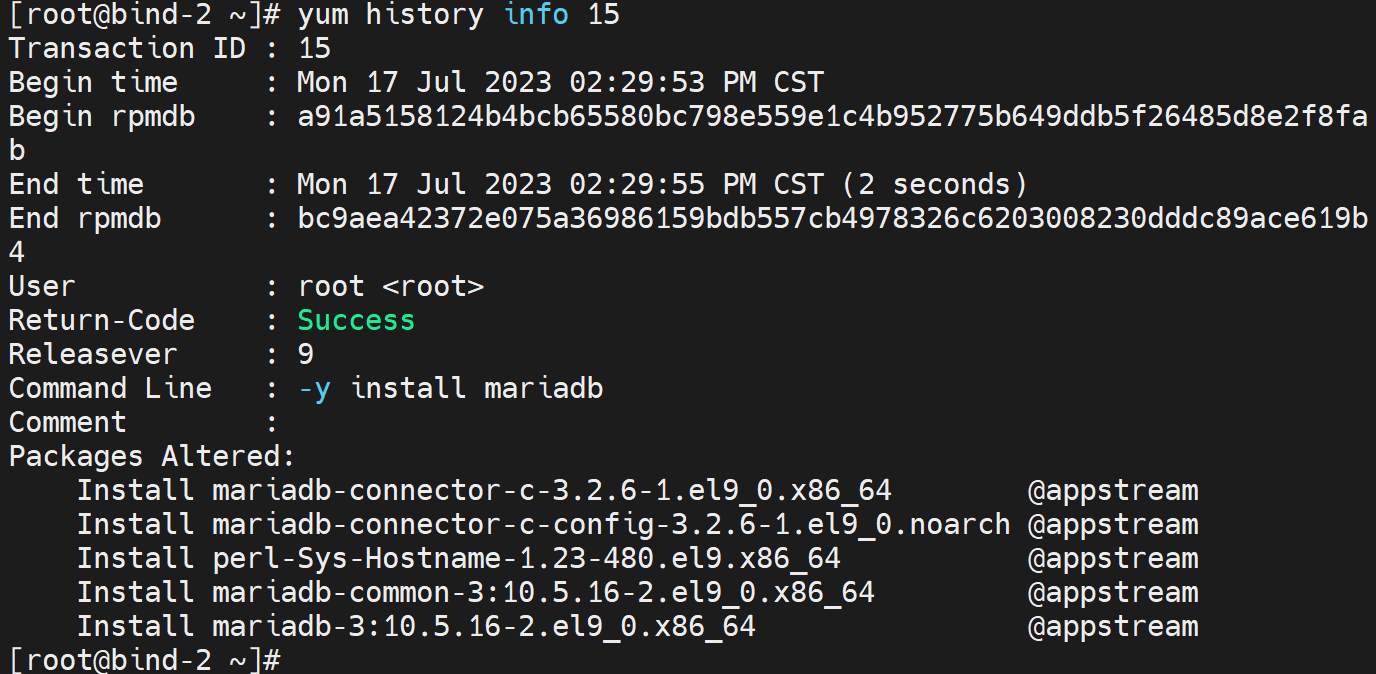 [root@bind-2 ~]# yum history info 15
Transaction ID : 15
Begin time     : Mon 17 Jul 2023 02:29:53 PM CST
Begin rpmdb    : a91a5158124b4bcb65580bc798e559e1c4b952775b649ddb5f26485d8e2f8fa
b
End time       : Mon 17 Jul 2023 02:29:55 PM CST (2 seconds)
End rpmdb      : bc9aea42372e075a36986159bdb557cb4978326c6203008230dddc89ace619b
4
User           : root <root>
Return-Code    : Success
Releasever     : 9
Command Line   : -y install mariadb
Comment        :
Packages Altered:
    Install mariadb-connector-c-3.2.6-1.el9_0.x86_64        @appstream
    Install mariadb-connector-c-config-3.2.6-1.el9_0.noarch @appstream
    Install perl-Sys-Hostname-1.23-480.el9.x86_64           @appstream
    Install mariadb-common-3:10.5.16-2.el9_0.x86_64         @appstream
    Install mariadb-3:10.5.16-2.el9_0.x86_64                @appstream
[root@bind-2 ~]#